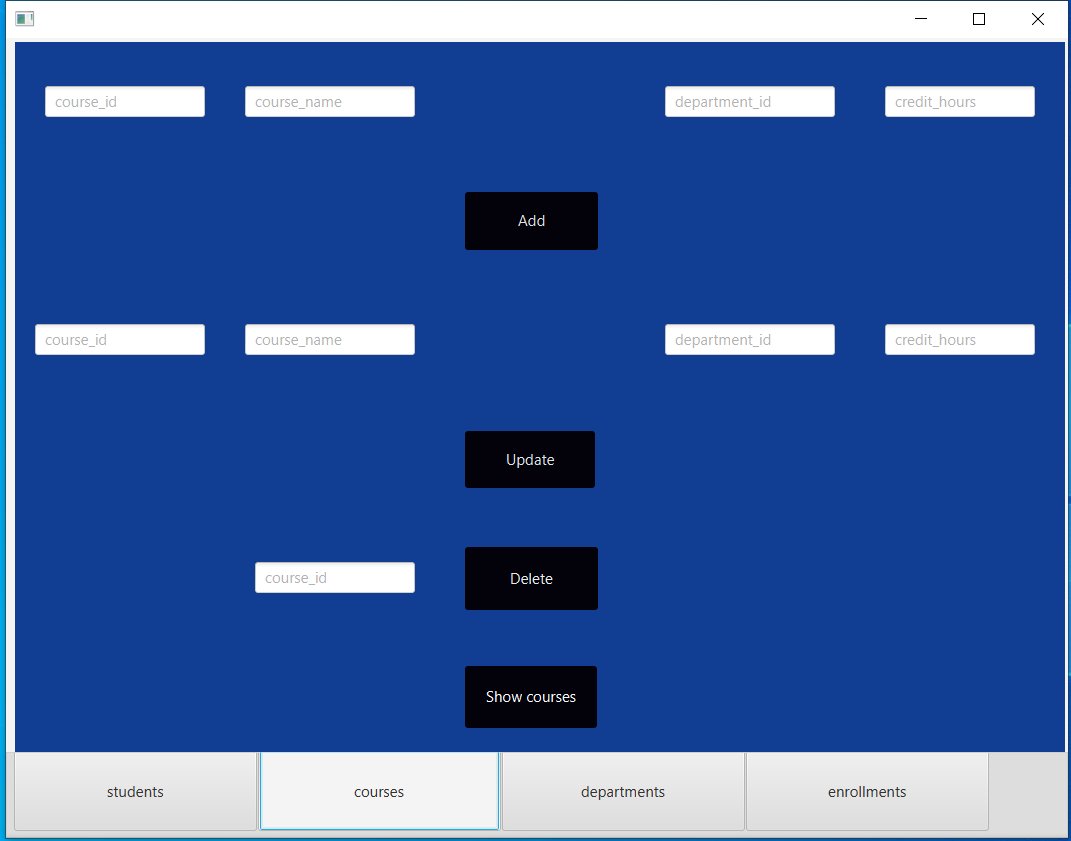 course_id course_name department_id credit_hours
Add
course_id course_name department_id credit_hours
Update
course_id Delete
Show courses
students courses departments enrollments